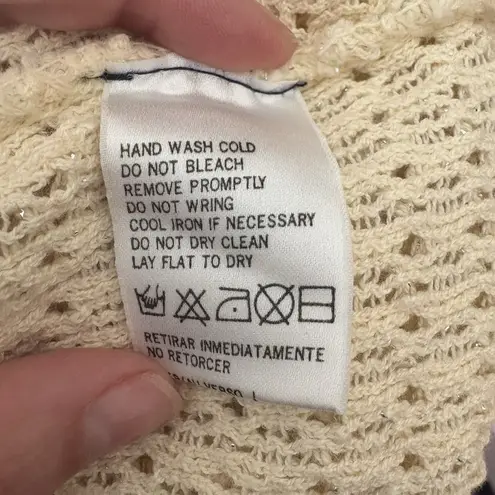 HAND WASH COLD
DO NOT BLEACH
REMOVE PROMPTLY
DO NOT WRING
COOL IRON IF NECESSARY
DO NOT DRY CLEAN
LAY FLAT TO DRY
RETIRAR INMEDIATAMENTE
NO RETORCER